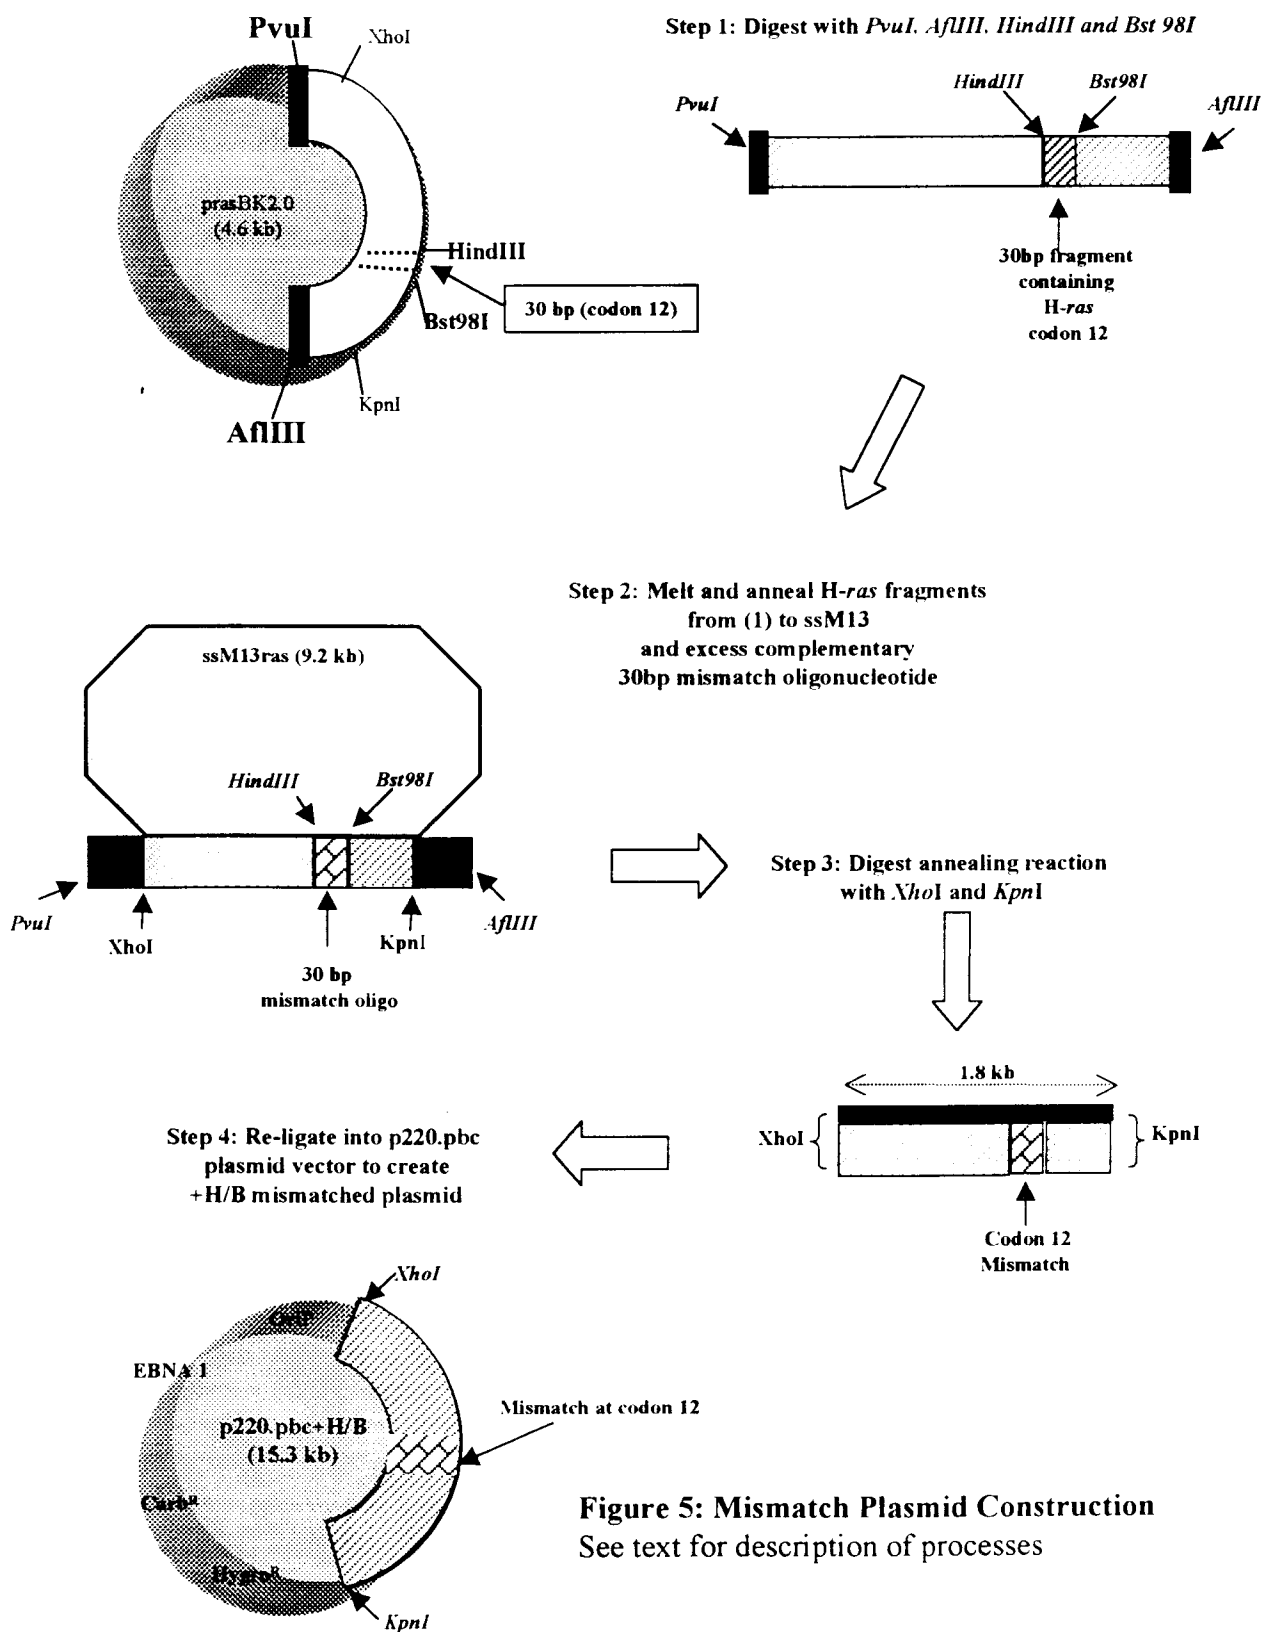 PvuI
XhoI
prasBK2.0
(4.6 kb)
HindIII
30 bp (codon 12)
Bst98I
KpnI
AflIII
Step 1: Digest with PvuI, AflIII, HindIII and Bst 98I
HindIII
Bst98I
PvuI
AflIII
30bp fragment
containing
H-ras
codon 12
Step 2: Melt and anneal H-ras fragments
from (1) to ssM13
and excess complementary
30bp mismatch oligonucleotide
ssM13ras (9.2 kb)
HindIII
Bst98I
PvuI
XhoI
KpnI
AflIII
30 bp
mismatch oligo
Step 3: Digest annealing reaction
with XhoI and KpnI
1.8 kb
XhoI
KpnI
Codon 12
Mismatch
Step 4: Re-ligate into p220.pbc
plasmid vector to create
+H/B mismatched plasmid
XhoI
OriP
EBNA 1
p220.pbc+H/B
(15.3 kb)
Mismatch at codon 12
CarbR
HygroR
KpnI
Figure 5: Mismatch Plasmid Construction
See text for description of processes